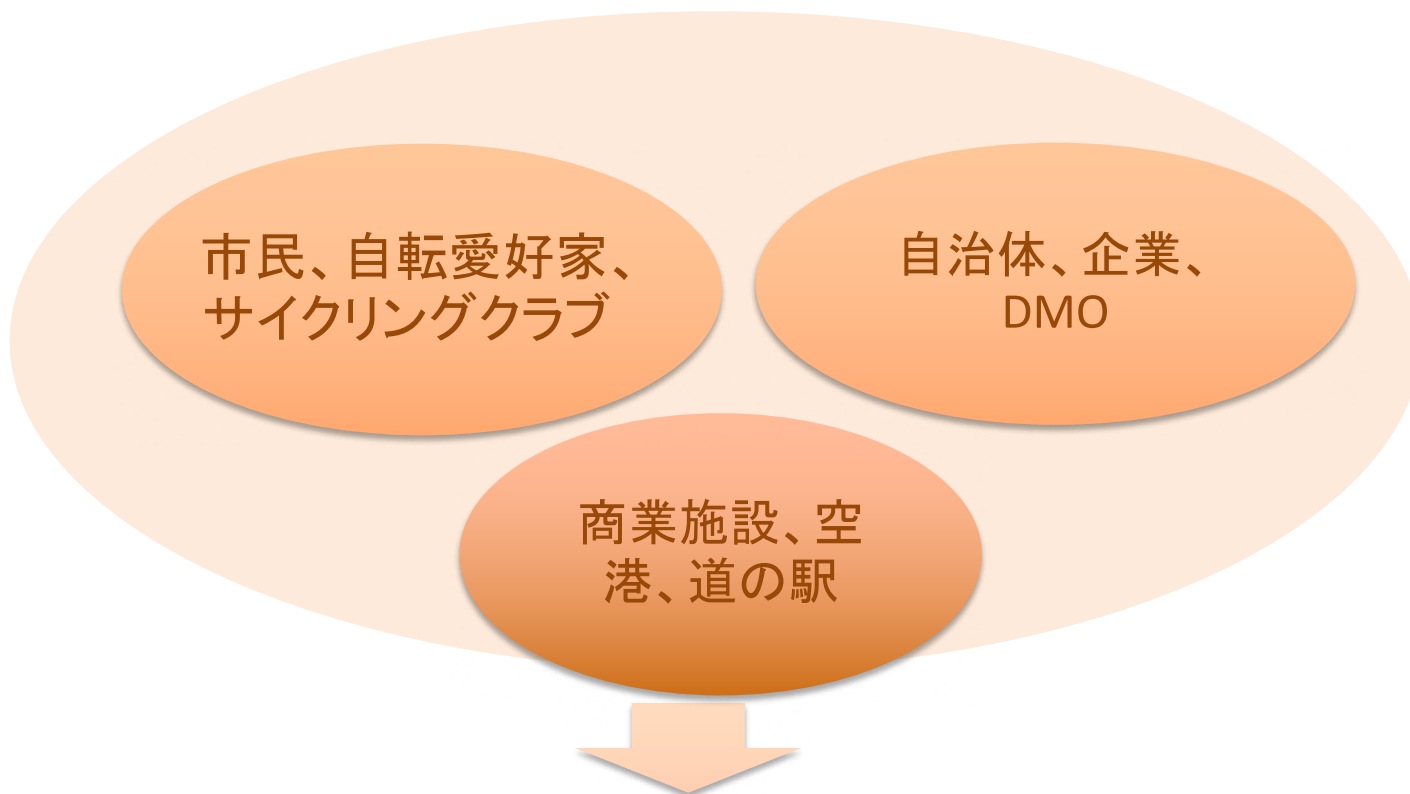 市民、自転愛好家、
サイクリングクラブ
自治体、企業、
DMO
商業施設、空
港、道の駅